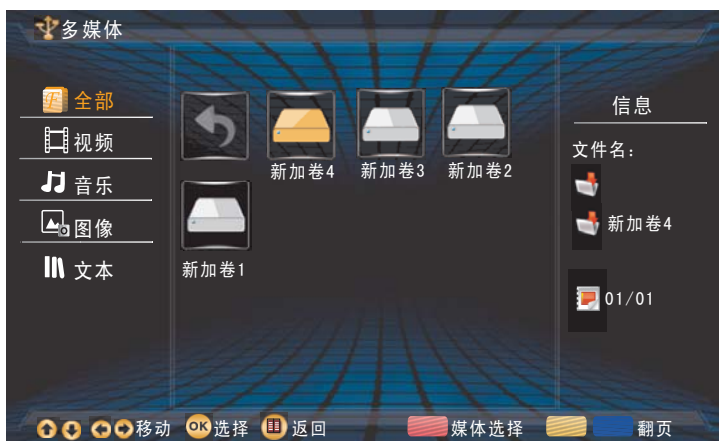 多媒体
全部
视频
音乐
图像
文本
新加卷4
新加卷3
新加卷2
新加卷1
信息
文件名:
新加卷4
01/01
移动
OK
选择
返回
媒体选择
翻页